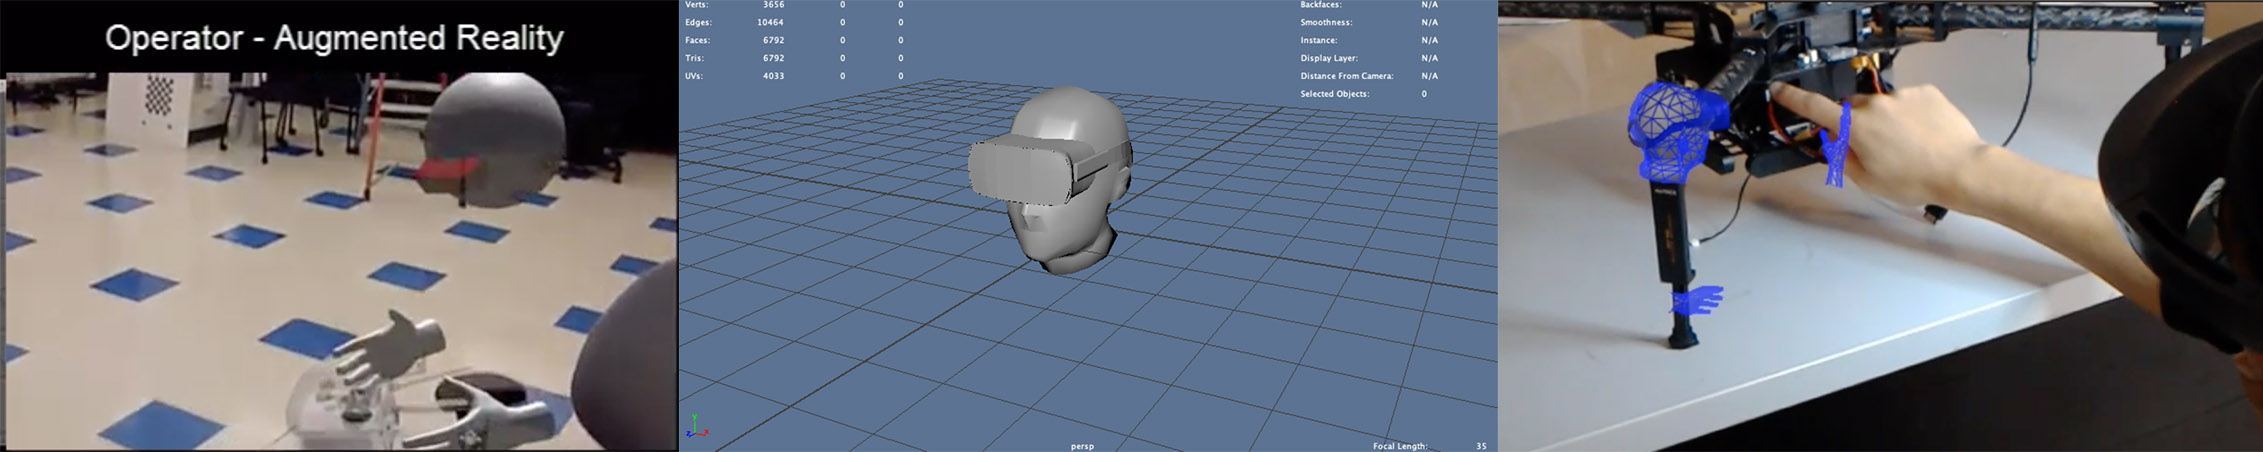 Operator - Augmented Reality
Verts: 3656 0 0
Edges: 10464 0 0
Faces: 6792 0 0
Tris: 6792 0 0
UVs: 4033 0 0
Backfaces: N/A
Smoothness: N/A
Instance: N/A
Display Layer: N/A
Distance From Camera: N/A
Selected Objects: 0
Y
Z X
persp
Focal Length: 35